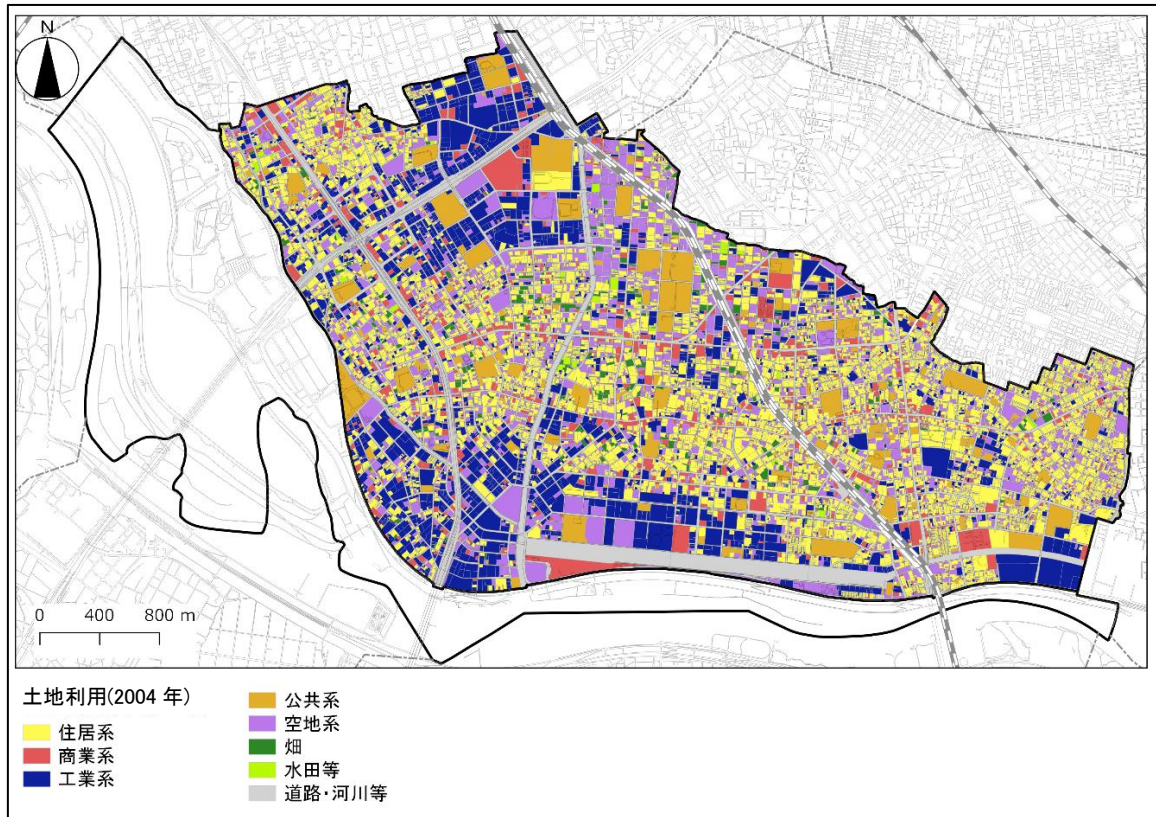 N
0 400 800 m
土地利用(2004 年)
住居系
商業系
工業系
公共系
空地系
畑
水田等
道路・河川等